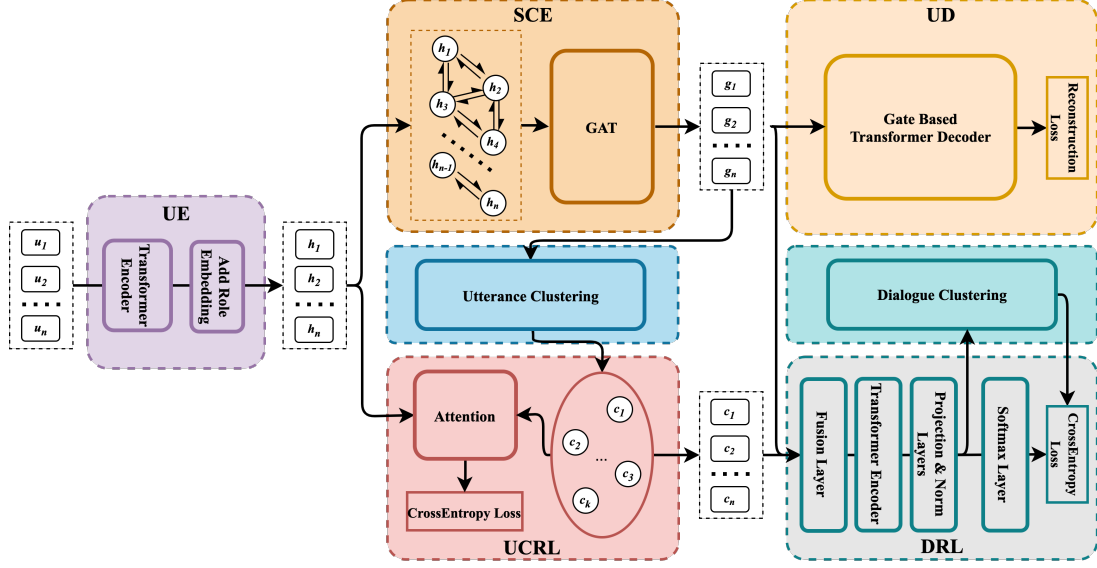 SCE
h1
h2
h3
h4
hn-1
hn
GAT
g1
g2
gn
UD
Gate Based
Transformer Decoder
Reconstruction
Loss
UE
u1
u2
un
Transformer
Encoder
Add Role
Embedding
h1
h2
hn
Utterance Clustering
Dialogue Clustering
Attention
CrossEntropy Loss
c1
c2
...
c3
ck
UCRL
c1
c2
cn
Fusion Layer
Transformer Encoder
Projection & Norm
Layers
Softmax Layer
CrossEntropy
Loss
DRL